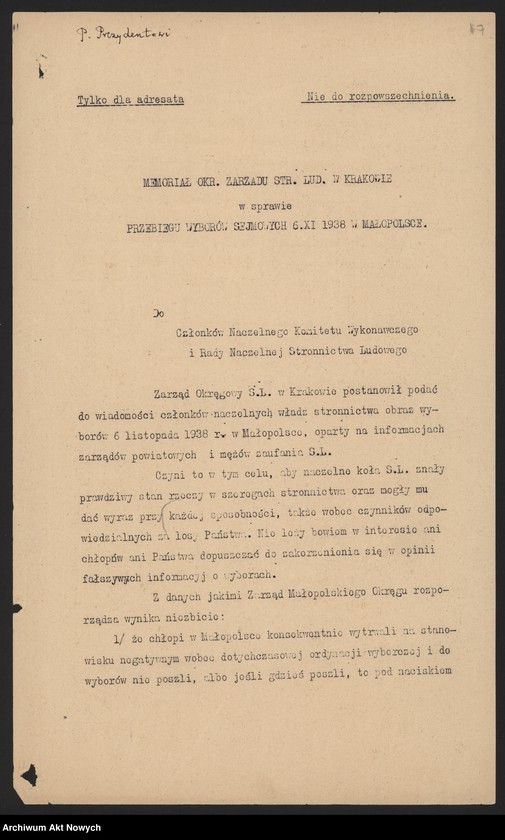 P. Prezydentowi
Tylko dla adresata Nie do rozpowszechnienia.
MEMORIAŁ OKR. ZARZADU STR. LUD. W KRAKOWIE
w sprawie
PRZEBIEGU WYBORÓW SEJMOWYCH 6.XI 1938 W MAŁOPOLSCE.
Do
Członków Naczelnego Komitetu Wykonawczego
i Rady Naczelnej Stronnictwa Ludowego
Zarząd Okręgowy S.L. w Krakowie postanowił podać
do wiadomości członków naczelnych władz stronnictwa obraz wy-
borów 6 listopada 1938 r. w Małopolsce, oparty na informacjach
zarządów powiatowych i mężów zaufania S.L.
Czyni to w tym celu, aby naczelne koła S.L. znały
prawdziwy stan rzeczy w szeregach stronnictwa oraz mogły mu
dać wyraz przy każdej sposobności, także wobec czynników odpo-
wiedzialnych za losy Państwa. Nie leży bowiem w interesie ani
chłopów ani Państwa dopuszczać do zakorzenienia się w opinii
fałszywych informacyj o wyborach.
Z danych jakimi Zarząd Małopolskiego Okręgu rozpo-
rządza wynika niezbicie:
1/ że chłopi w Małopolsce konsekwentnie wytrwali na stano-
wisku negatywnym wobec dotychczasowej ordynacji wyborczej i do
wyborów nie poszli, albo jeśli gdzieś poszli, to pod naciskiem
Archiwum Akt Nowych